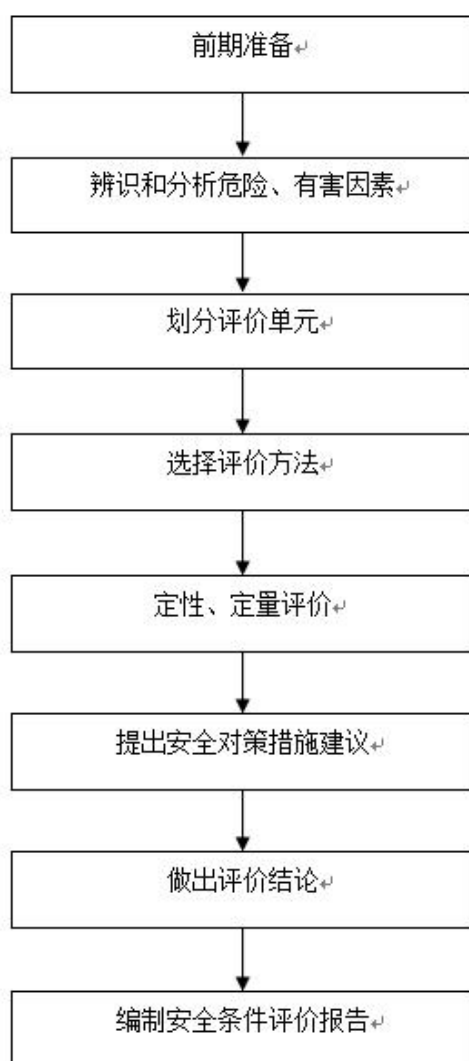 前期准备
辨识和分析危险、有害因素
划分评价单元
选择评价方法
定性、定量评价
提出安全对策措施建议
做出评价结论
编制安全条件评价报告